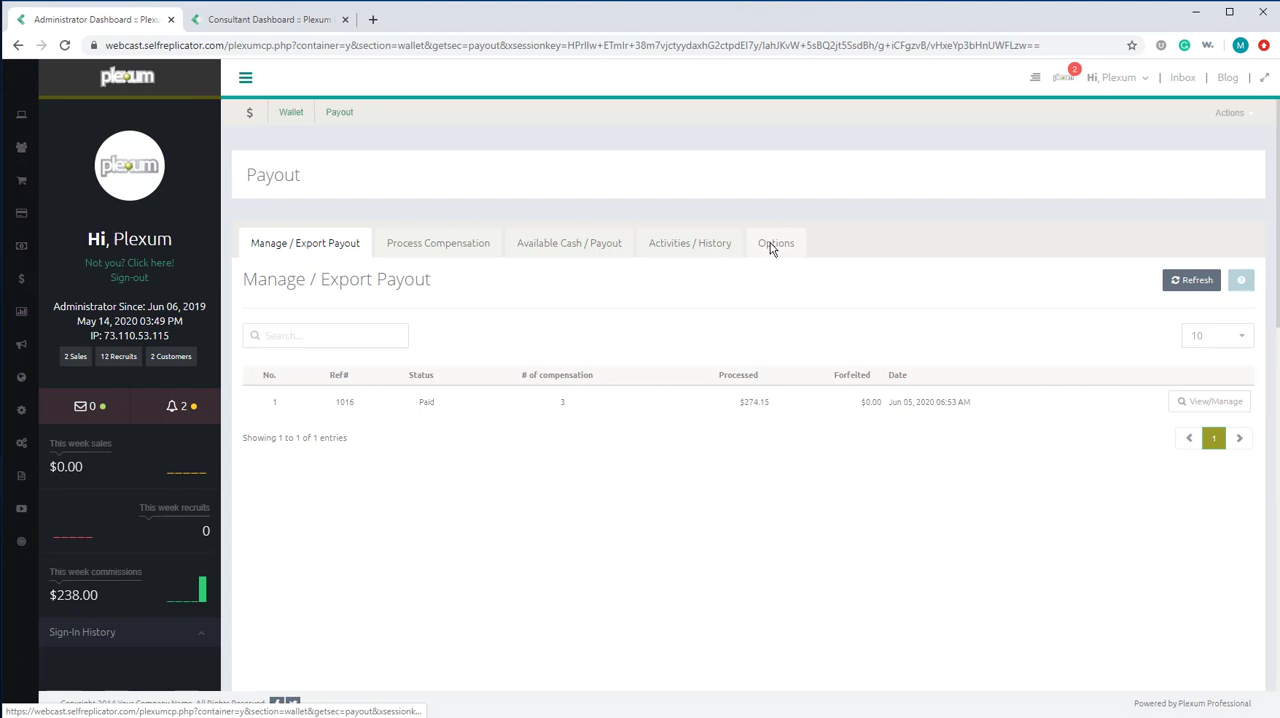 Administrator Dashboard :: Plexu
Consultant Dashboard :: Plexum
webcast.selfreplicator.com/plexumcp.php?container=y&section=wallet&getsec=payout&xsessionkey=
plexum
2
Hi, Plexum
Inbox
Blog
$ Wallet Payout
Actions
plexum
Payout
Hi, Plexum
Not you? Click here!
Sign-out
Manage / Export Payout
Process Compensation
Available Cash / Payout
Activities / History
Options
Manage / Export Payout
Refresh
?
Administrator Since: Jun 06, 2019
May 14, 2020 03:49 PM
IP: 73.110.53.115
2 Sales
12 Recruits
2 Customers
Search...
10
No. Ref# Status # of compensation Processed Forfeited Date
1 1016 Paid 3 $274.15 $0.00 Jun 05, 2020 06:53 AM View/Manage
0
2
Showing 1 to 1 of 1 entries
1
This week sales
$0.00
This week recruits
0
This week commissions
$238.00
Sign-In History
Powered by Plexum Professional
https://webcast.selfreplicator.com/plexumcp.php?container=y&section=wallet&getsec=payout&xsessionk...